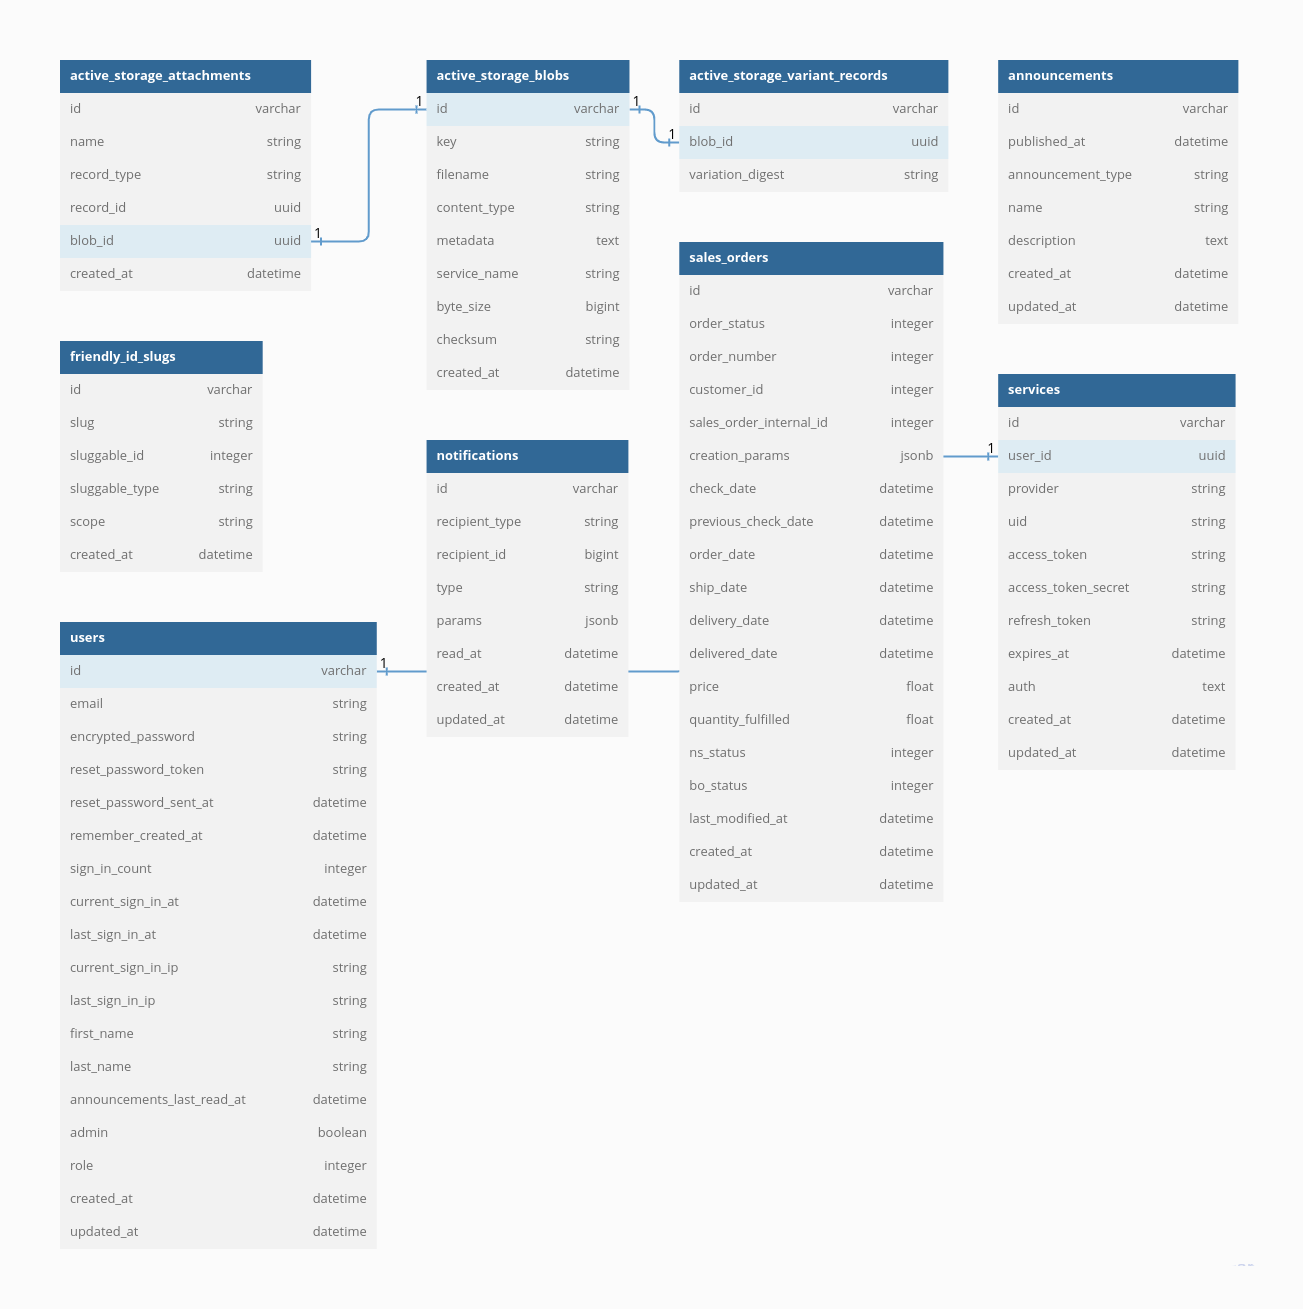 active_storage_attachments
id varchar
name string
record_type string
record_id uuid
blob_id uuid
created_at datetime
1
1
active_storage_blobs
id varchar
key string
filename string
content_type string
metadata text
service_name string
byte_size bigint
checksum string
created_at datetime
1
1
active_storage_variant_records
id varchar
blob_id uuid
variation_digest string
announcements
id varchar
published_at datetime
announcement_type string
name string
description text
created_at datetime
updated_at datetime
friendly_id_slugs
id varchar
slug string
sluggable_id integer
sluggable_type string
scope string
created_at datetime
notifications
id varchar
recipient_type string
recipient_id bigint
type string
params jsonb
read_at datetime
created_at datetime
updated_at datetime
sales_orders
id varchar
order_status integer
order_number integer
customer_id integer
sales_order_internal_id integer
creation_params jsonb
check_date datetime
previous_check_date datetime
order_date datetime
ship_date datetime
delivery_date datetime
delivered_date datetime
price float
quantity_fulfilled float
ns_status integer
bo_status integer
last_modified_at datetime
created_at datetime
updated_at datetime
1
services
id varchar
user_id uuid
provider string
uid string
access_token string
access_token_secret string
refresh_token string
expires_at datetime
auth text
created_at datetime
updated_at datetime
users
id varchar
email string
encrypted_password string
reset_password_token string
reset_password_sent_at datetime
remember_created_at datetime
sign_in_count integer
current_sign_in_at datetime
last_sign_in_at datetime
current_sign_in_ip string
last_sign_in_ip string
first_name string
last_name string
announcements_last_read_at datetime
admin boolean
role integer
created_at datetime
updated_at datetime
1